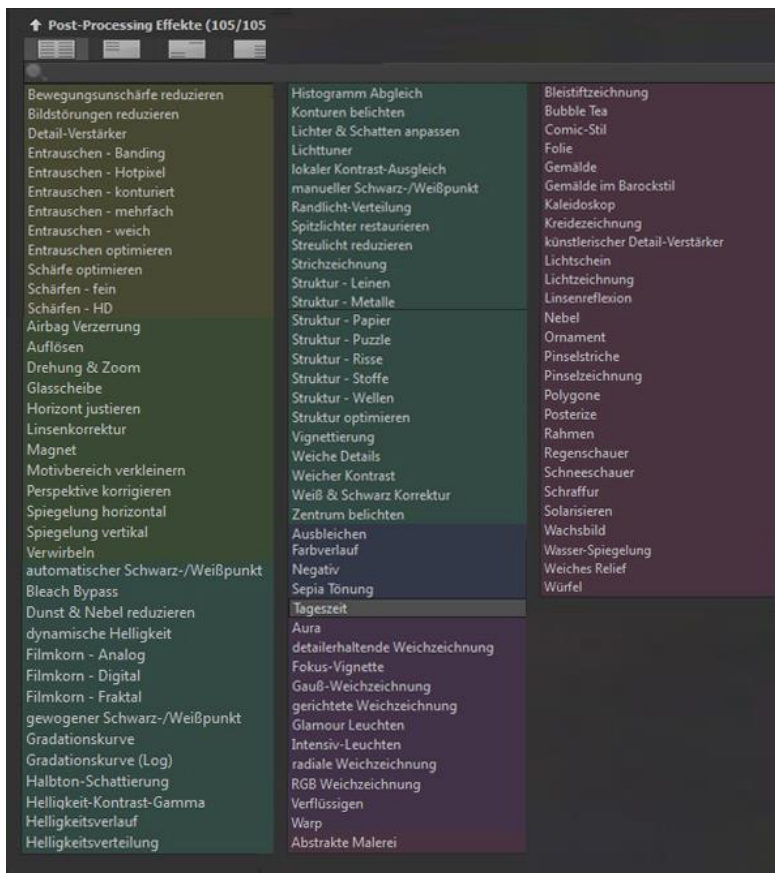 Post-Processing Effekte (105/105
Bewegungsunschärfe reduzieren
Bildstörungen reduzieren
Detail-Verstärker
Entrauschen - Banding
Entrauschen - Hotpixel
Entrauschen - konturiert
Entrauschen - mehrfach
Entrauschen - weich
Entrauschen optimieren
Schärfe optimieren
Schärfen - fein
Schärfen - HD
Airbag Verzerrung
Auflösen
Drehung & Zoom
Glasscheibe
Horizont justieren
Linsenkorrektur
Magnet
Motivbereich verkleinern
Perspektive korrigieren
Spiegelung horizontal
Spiegelung vertikal
Verwirbeln
automatischer Schwarz-/Weißpunkt
Bleach Bypass
Dunst & Nebel reduzieren
dynamische Helligkeit
Filmkorn - Analog
Filmkorn - Digital
Filmkorn - Fraktal
gewogener Schwarz-/Weißpunkt
Gradationskurve
Gradationskurve (Log)
Halbton-Schattierung
Helligkeit-Kontrast-Gamma
Helligkeitsverlauf
Helligkeitsverteilung
Histogramm Abgleich
Konturen belichten
Lichter & Schatten anpassen
Lichttuner
lokaler Kontrast-Ausgleich
manueller Schwarz-/Weißpunkt
Randlicht-Verteilung
Spitzlichter restaurieren
Streulicht reduzieren
Strichzeichnung
Struktur - Leinen
Struktur - Metalle
Struktur - Papier
Struktur - Puzzle
Struktur - Risse
Struktur - Stoffe
Struktur - Wellen
Struktur optimieren
Vignettierung
Weiche Details
Weicher Kontrast
Weiß & Schwarz Korrektur
Zentrum belichten
Ausbleichen
Farbverlauf
Negativ
Sepia Tönung
Tageszeit
Aura
detailerhaltende Weichzeichnung
Fokus-Vignette
Gauß-Weichzeichnung
gerichtete Weichzeichnung
Glamour Leuchten
Intensiv-Leuchten
radiale Weichzeichnung
RGB Weichzeichnung
Verflüssigen
Warp
Abstrakte Malerei
Bleistiftzeichnung
Bubble Tea
Comic-Stil
Folie
Gemälde
Gemälde im Barockstil
Kaleidoskop
Kreidezeichnung
künstlerischer Detail-Verstärker
Lichtschein
Lichtzeichnung
Linsenreflexion
Nebel
Ornament
Pinselstriche
Pinselzeichnung
Polygone
Posterize
Rahmen
Regenschauer
Schneeschauer
Schraffur
Solarisieren
Wachsbild
Wasser-Spiegelung
Weiches Relief
Würfel